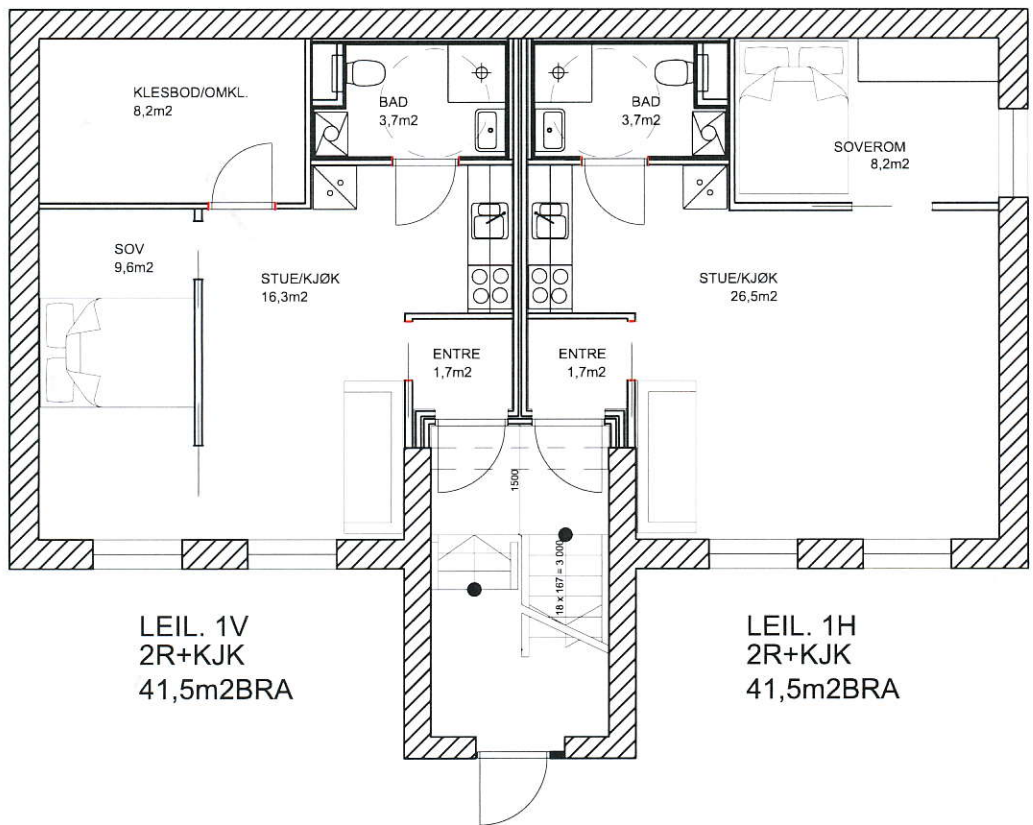 KLESBOD/OMKL.
8,2m2
BAD
3,7m2
BAD
3,7m2
SOVEROM
8,2m2
SOV
9,6m2
STUE/KJØK
16,3m2
STUE/KJØK
26,5m2
ENTRE
1,7m2
ENTRE
1,7m2
1500
18 x 167 = 3 000
LEIL. 1V
2R+KJK
41,5m2BRA
LEIL. 1H
2R+KJK
41,5m2BRA